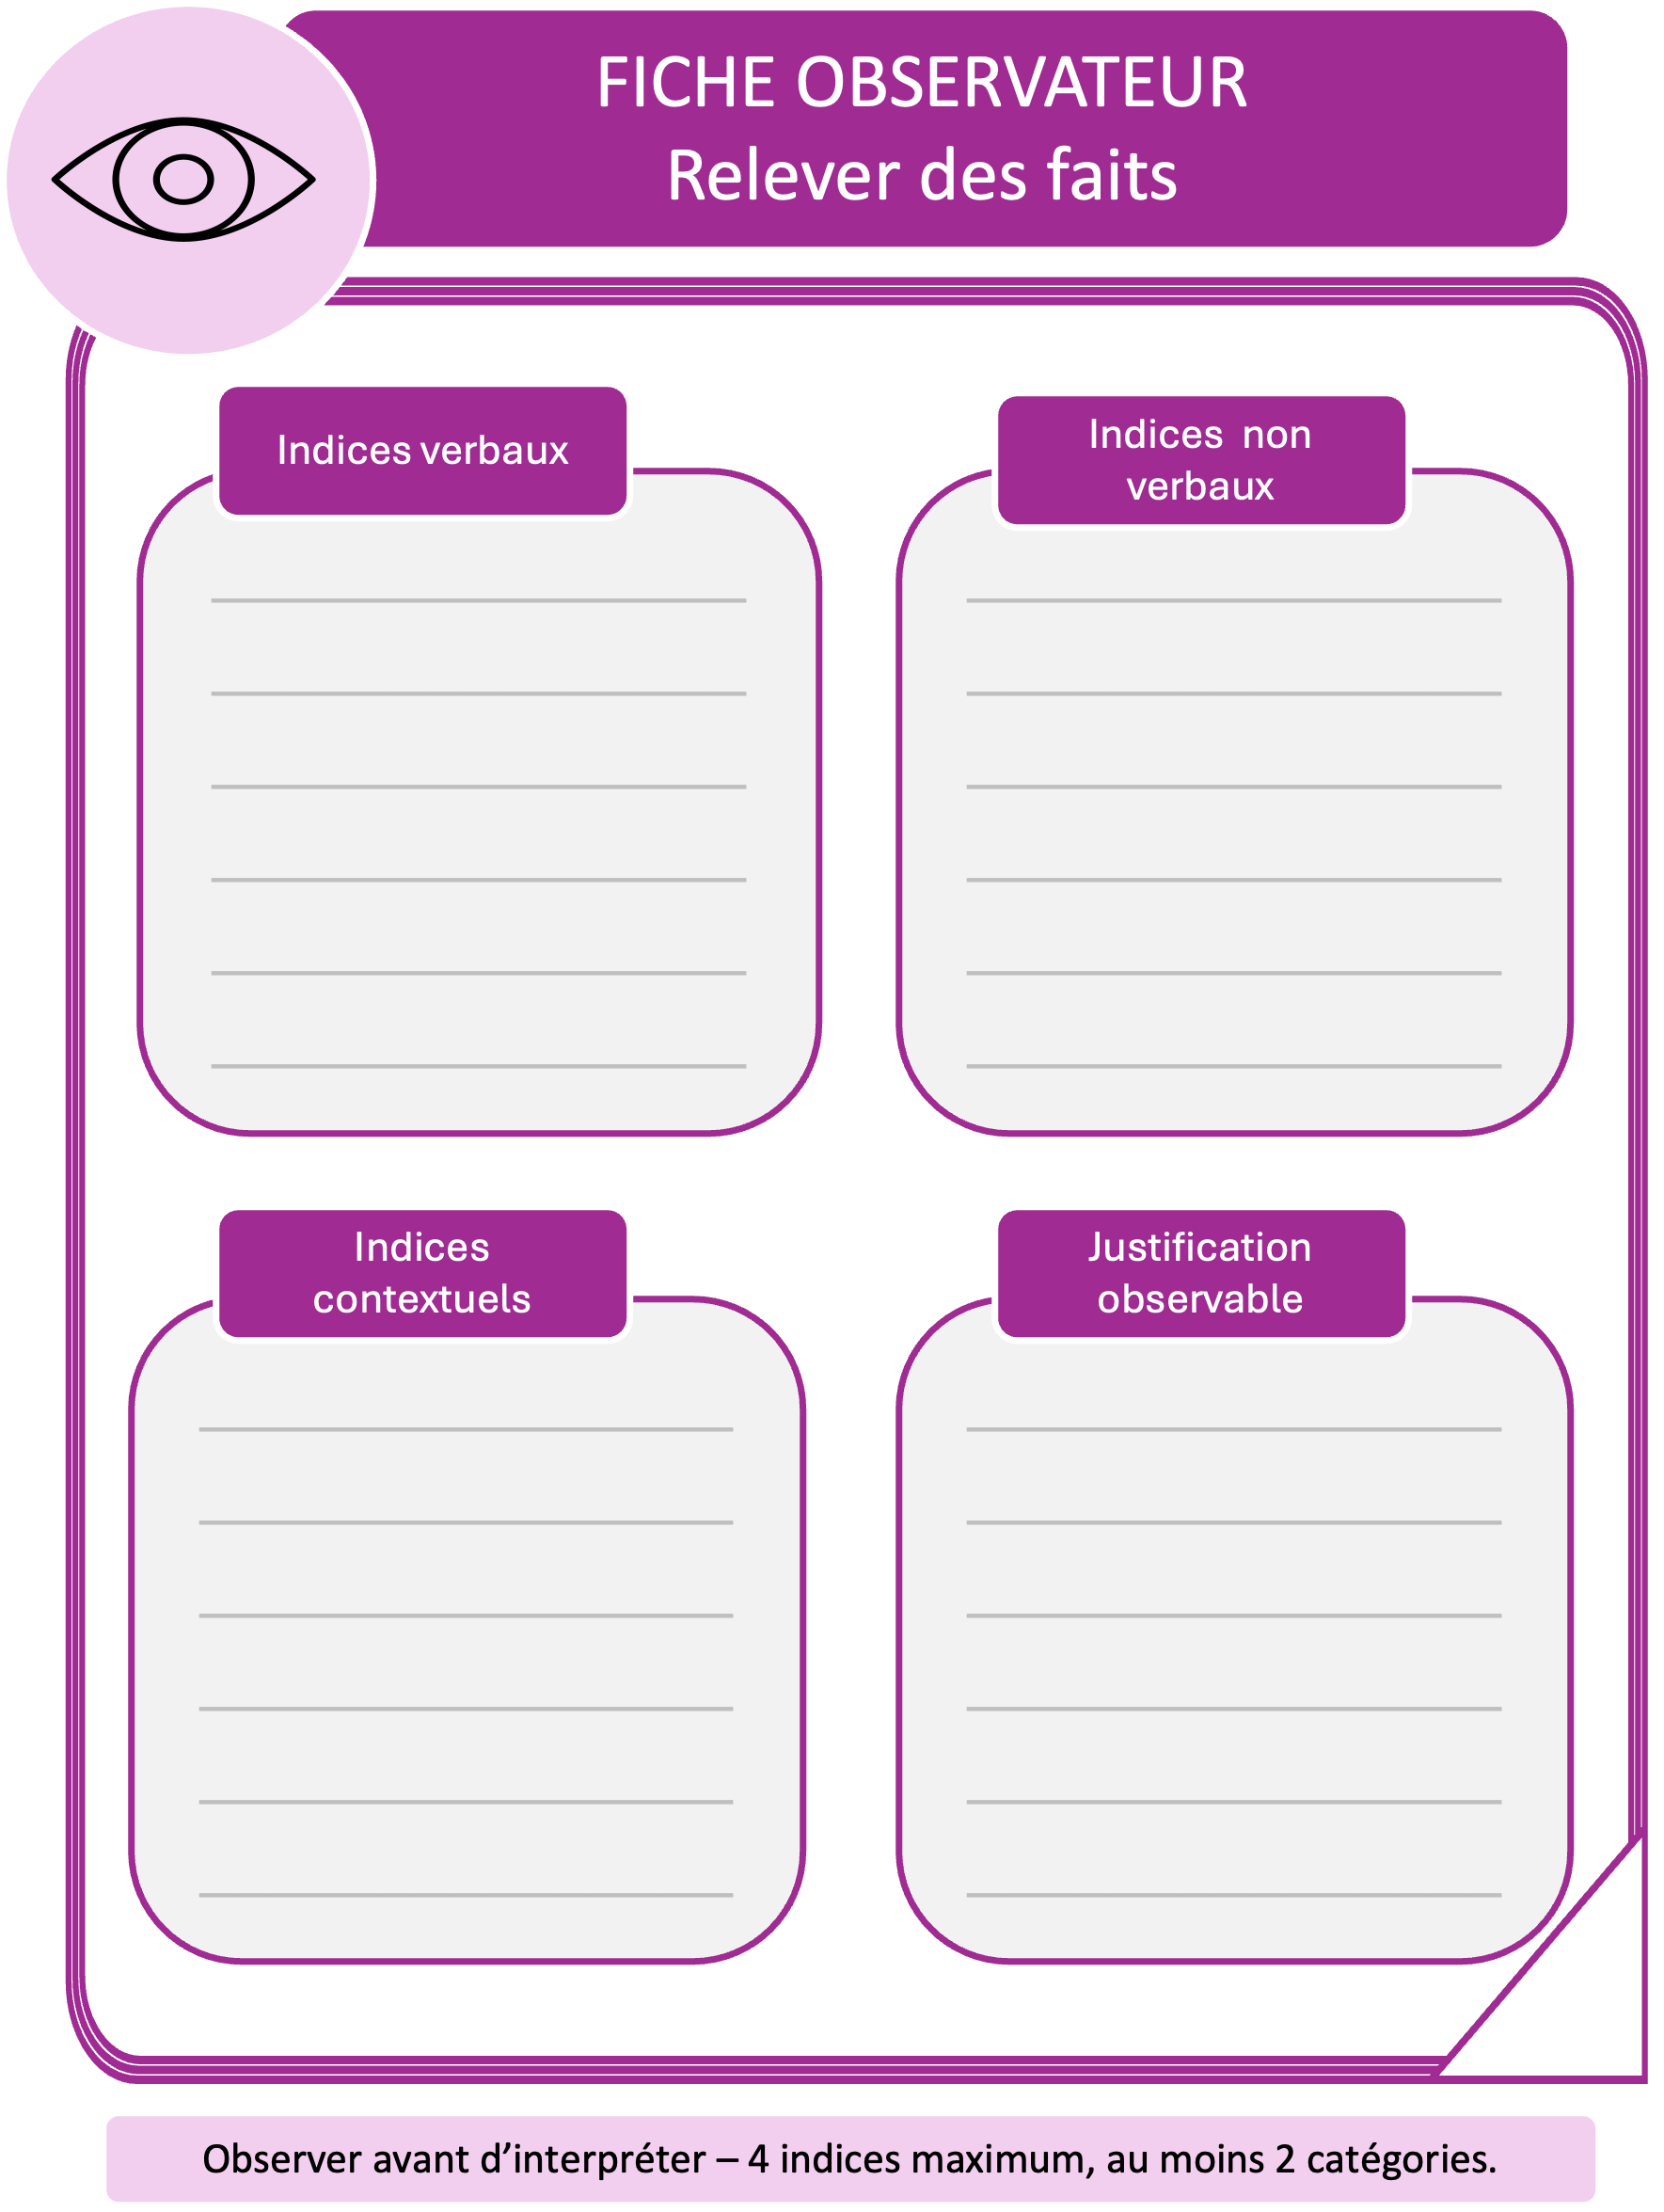 FICHE OBSERVATEUR
Relever des faits
Indices verbaux
Indices  non
verbaux
Indices
contextuels
Justification
observable
Observer avant d’interpréter – 4 indices maximum, au moins 2 catégories.